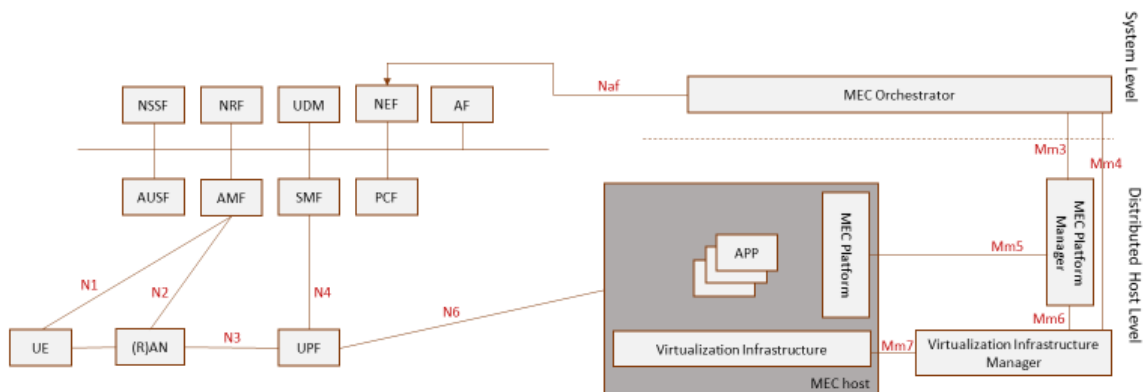 System Level
Naf
MEC Orchestrator
NSSF
NRF
UDM
NEF
AF
Mm3
Mm4
AUSF
AMF
SMF
PCF
Distributed Host Level
MEC Platform
Manager
MEC Platform
APP
Mm5
N1
N2
N4
N6
Mm6
UE
(R)AN
N3
UPF
Virtualization Infrastructure
Mm7
Virtualization Infrastructure
Manager
MEC host